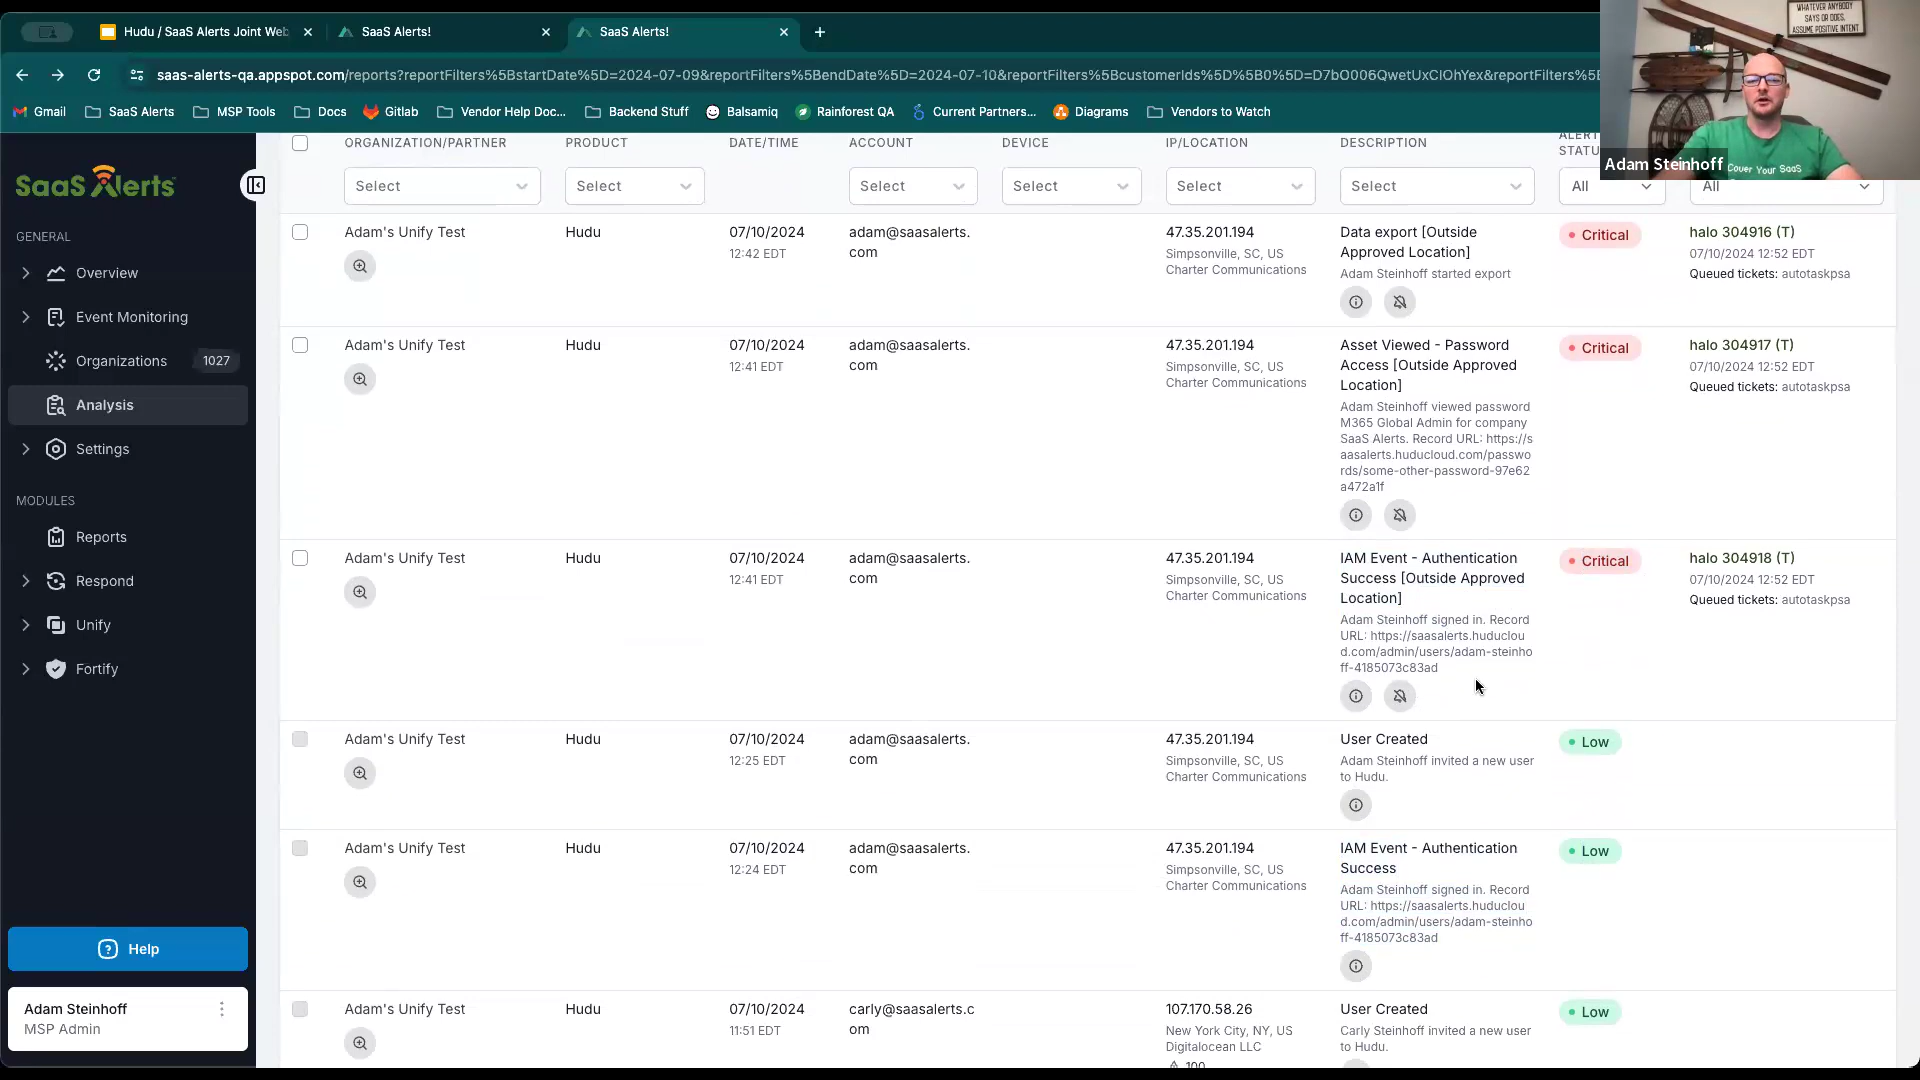 Hudu / SaaS Alerts Joint Web
SaaS Alerts!
SaaS Alerts!
saas-alerts-qa.appspot.com/reports?reportFilters%5BstartDate%5D=2024-07-09&reportFilters%5BendDate%5D=2024-07-10&reportFilters%5BcustomerIds%5D%5B0%5D=D7bO006QwetUxClOhYex&reportFilters%5
Gmail
SaaS Alerts
MSP Tools
Docs
Gitlab
Vendor Help Doc...
Backend Stuff
Balsamiq
Rainforest QA
Current Partners...
Diagrams
Vendors to Watch
WHATEVER ANYBODY
SAYS OR DOES,
ASSUME POSITIVE INTENT
Cover Your SaaS
Adam Steinhoff
SaaS Alerts
GENERAL
Overview
Event Monitoring
Organizations 1027
Analysis
Settings
MODULES
Reports
Respond
Unify
Fortify
Help
Adam Steinhoff
MSP Admin
ORGANIZATION/PARTNER
PRODUCT
DATE/TIME
ACCOUNT
DEVICE
IP/LOCATION
DESCRIPTION
ALERT
STATU
Select
Select
Select
Select
Select
Select
All
All
Adam's Unify Test
Hudu
07/10/2024
12:42 EDT
adam@saasalerts.
com
47.35.201.194
Simpsonville, SC, US
Charter Communications
Data export [Outside
Approved Location]
Adam Steinhoff started export
Critical
halo 304916 (T)
07/10/2024 12:52 EDT
Queued tickets: autotaskpsa
Adam's Unify Test
Hudu
07/10/2024
12:41 EDT
adam@saasalerts.
com
47.35.201.194
Simpsonville, SC, US
Charter Communications
Asset Viewed - Password
Access [Outside Approved
Location]
Adam Steinhoff viewed password
M365 Global Admin for company
SaaS Alerts. Record URL: https://s
aasalerts.huducloud.com/passwo
rds/some-other-password-97e62
a472a1f
Critical
halo 304917 (T)
07/10/2024 12:52 EDT
Queued tickets: autotaskpsa
Adam's Unify Test
Hudu
07/10/2024
12:41 EDT
adam@saasalerts.
com
47.35.201.194
Simpsonville, SC, US
Charter Communications
IAM Event - Authentication
Success [Outside Approved
Location]
Adam Steinhoff signed in. Record
URL: https://saasalerts.huduclou
d.com/admin/users/adam-steinho
ff-4185073c83ad
Critical
halo 304918 (T)
07/10/2024 12:52 EDT
Queued tickets: autotaskpsa
Adam's Unify Test
Hudu
07/10/2024
12:25 EDT
adam@saasalerts.
com
47.35.201.194
Simpsonville, SC, US
Charter Communications
User Created
Adam Steinhoff invited a new user
to Hudu.
Low
Adam's Unify Test
Hudu
07/10/2024
12:24 EDT
adam@saasalerts.
com
47.35.201.194
Simpsonville, SC, US
Charter Communications
IAM Event - Authentication
Success
Adam Steinhoff signed in. Record
URL: https://saasalerts.huduclou
d.com/admin/users/adam-steinho
ff-4185073c83ad
Low
Adam's Unify Test
Hudu
07/10/2024
11:51 EDT
carly@saasalerts.c
om
107.170.58.26
New York City, NY, US
Digitalocean LLC
100
User Created
Carly Steinhoff invited a new user
to Hudu.
Low